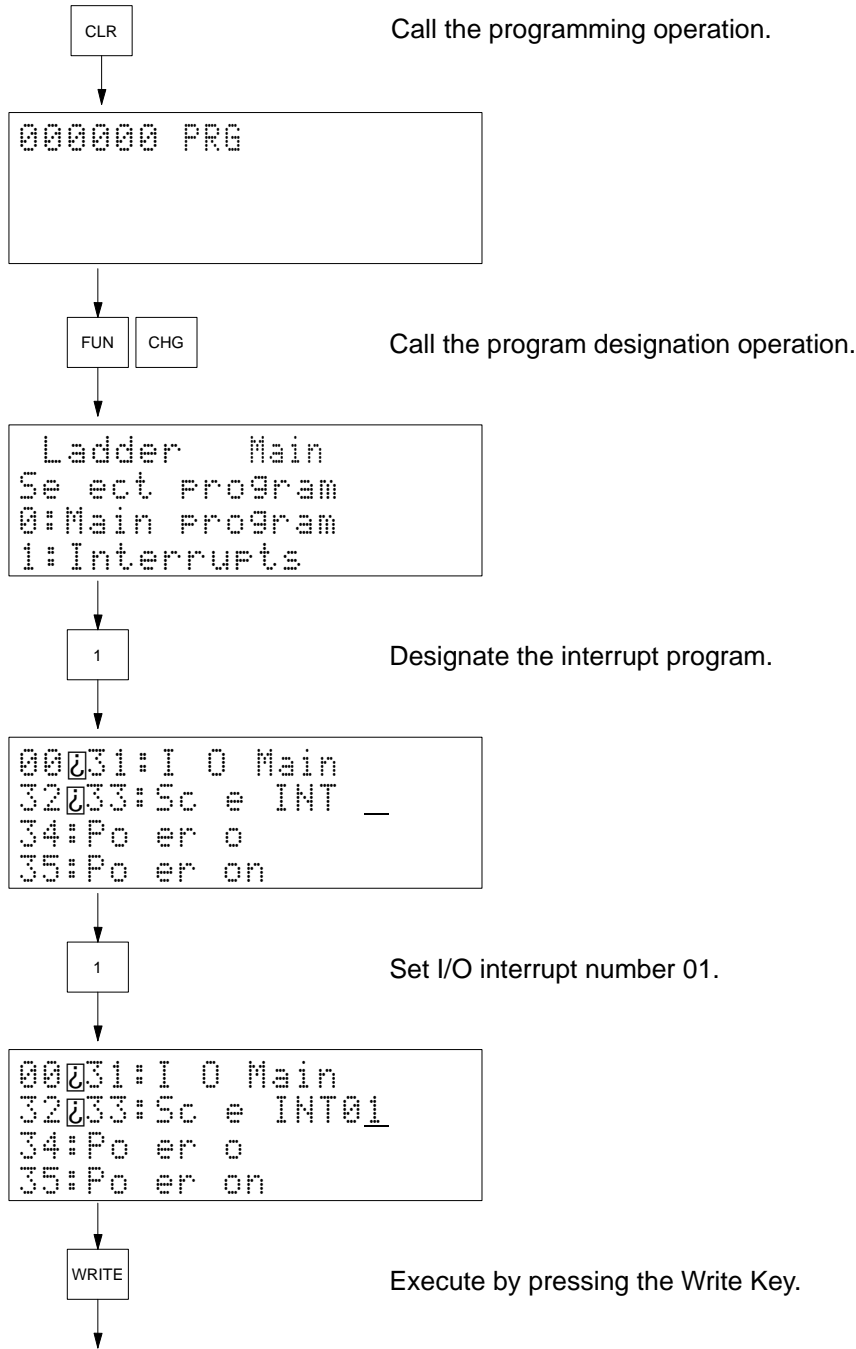 CLR
Call the programming operation.
000000 PRG
FUN CHG
Call the program designation operation.
Ladder Main
Se ect program
0:Main program
1:Interrupts
1
Designate the interrupt program.
00¿31:I O Main
32¿33:Sc e INT _
34:Po er o
35:Po er on
1
Set I/O interrupt number 01.
00¿31:I O Main
32¿33:Sc e INT01
34:Po er o
35:Po er on
WRITE
Execute by pressing the Write Key.